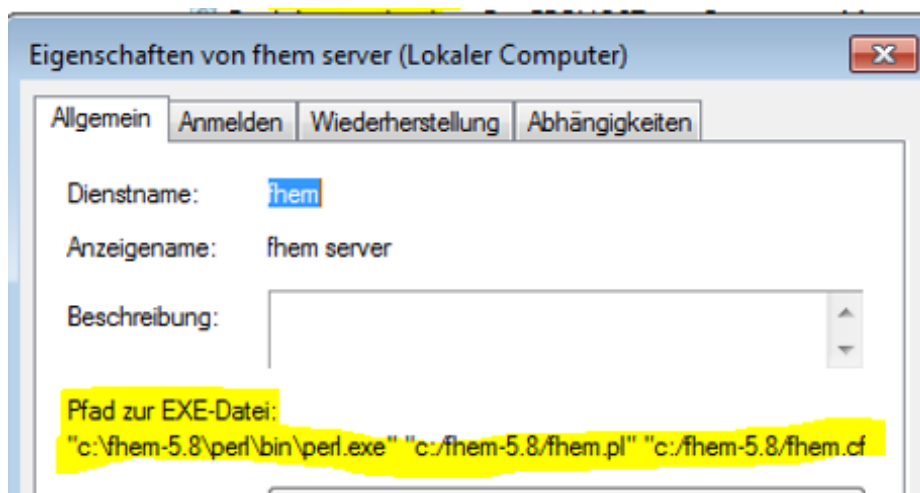 Eigenschaften von fhem server (Lokaler Computer)
Allgemein Anmelden Wiederherstellung Abhängigkeiten
Dienstname: fhem
Anzeigename: fhem server
Beschreibung:
Pfad zur EXE-Datei:
"c:\fhem-5.8\perl\bin\perl.exe" "c:/fhem-5.8/fhem.pl" "c:/fhem-5.8/fhem.cf